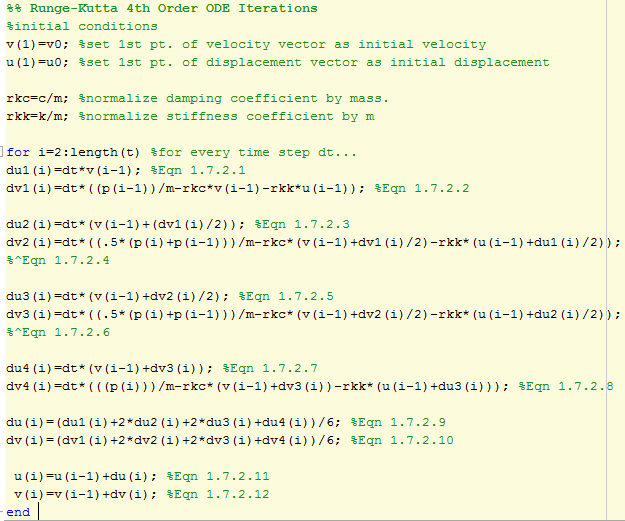 %% Runge-Kutta 4th Order ODE Iterations
%initial conditions
v(1)=v0; %set 1st pt. of velocity vector as initial velocity
u(1)=u0; %set 1st pt. of displacement vector as initial displacement
rkc=c/m; %normalize damping coefficient by mass.
rkk=k/m; %normalize stiffness coefficient by m
for i=2:length(t) %for every time step dt...
du1(i)=dt*v(i-1); %Eqn 1.7.2.1
dv1(i)=dt*((p(i-1))/m-rkc*v(i-1)-rkk*u(i-1)); %Eqn 1.7.2.2
du2(i)=dt*(v(i-1)+(dv1(i)/2)); %Eqn 1.7.2.3
dv2(i)=dt*((.5*(p(i)+p(i-1)))/m-rkc*(v(i-1)+dv1(i)/2)-rkk*(u(i-1)+du1(i)/2));
%^Eqn 1.7.2.4
du3(i)=dt*(v(i-1)+dv2(i)/2); %Eqn 1.7.2.5
dv3(i)=dt*((.5*(p(i)+p(i-1)))/m-rkc*(v(i-1)+dv2(i)/2)-rkk*(u(i-1)+du2(i)/2));
%^Eqn 1.7.2.6
du4(i)=dt*(v(i-1)+dv3(i)); %Eqn 1.7.2.7
dv4(i)=dt*(((p(i)))/m-rkc*(v(i-1)+dv3(i))-rkk*(u(i-1)+du3(i))); %Eqn 1.7.2.8
du(i)=(du1(i)+2*du2(i)+2*du3(i)+du4(i))/6; %Eqn 1.7.2.9
dv(i)=(dv1(i)+2*dv2(i)+2*dv3(i)+dv4(i))/6; %Eqn 1.7.2.10
u(i)=u(i-1)+du(i); %Eqn 1.7.2.11
v(i)=v(i-1)+dv(i); %Eqn 1.7.2.12
end